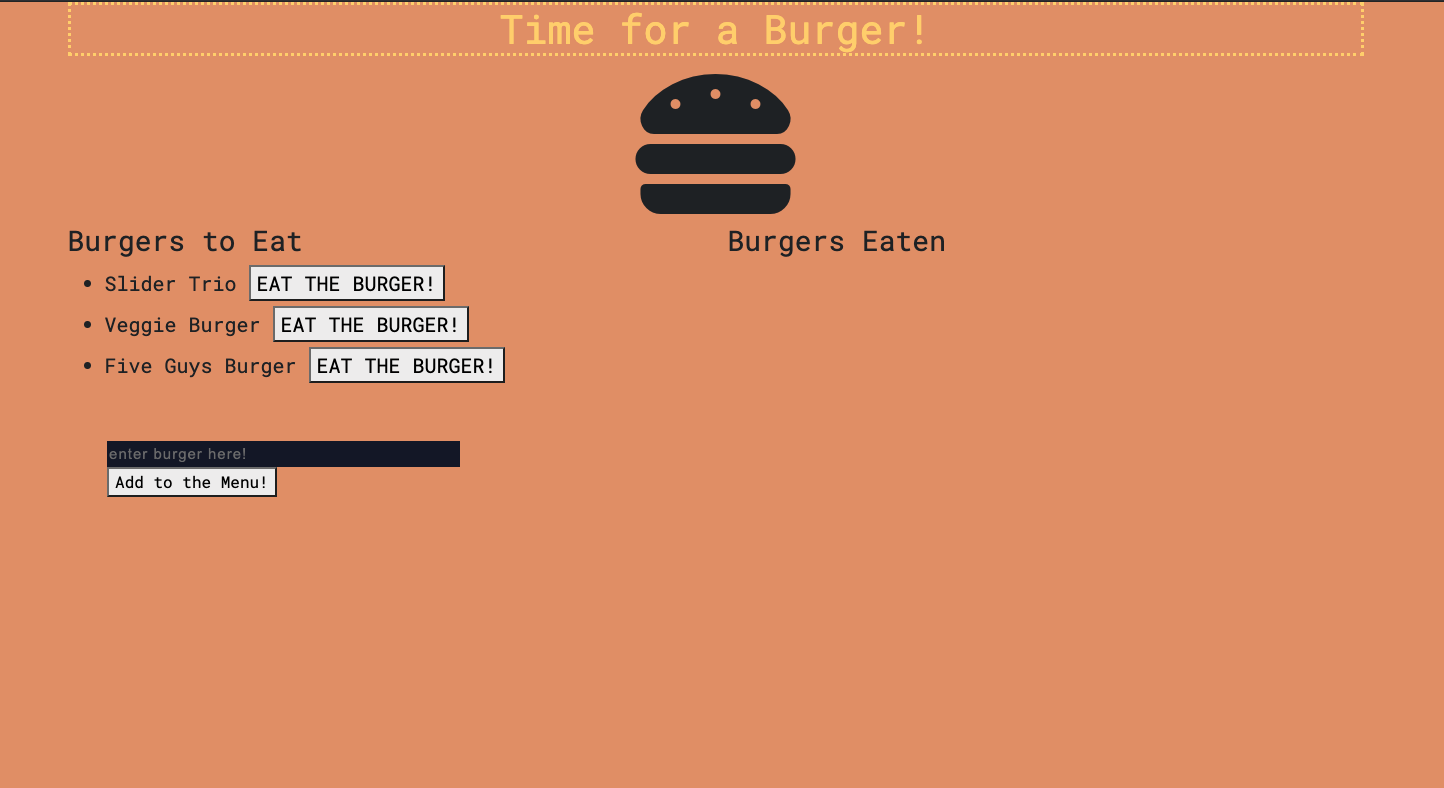 Time for a Burger!
Burgers to Eat
Slider Trio EAT THE BURGER!
Veggie Burger EAT THE BURGER!
Five Guys Burger EAT THE BURGER!
enter burger here!
Add to the Menu!
Burgers Eaten